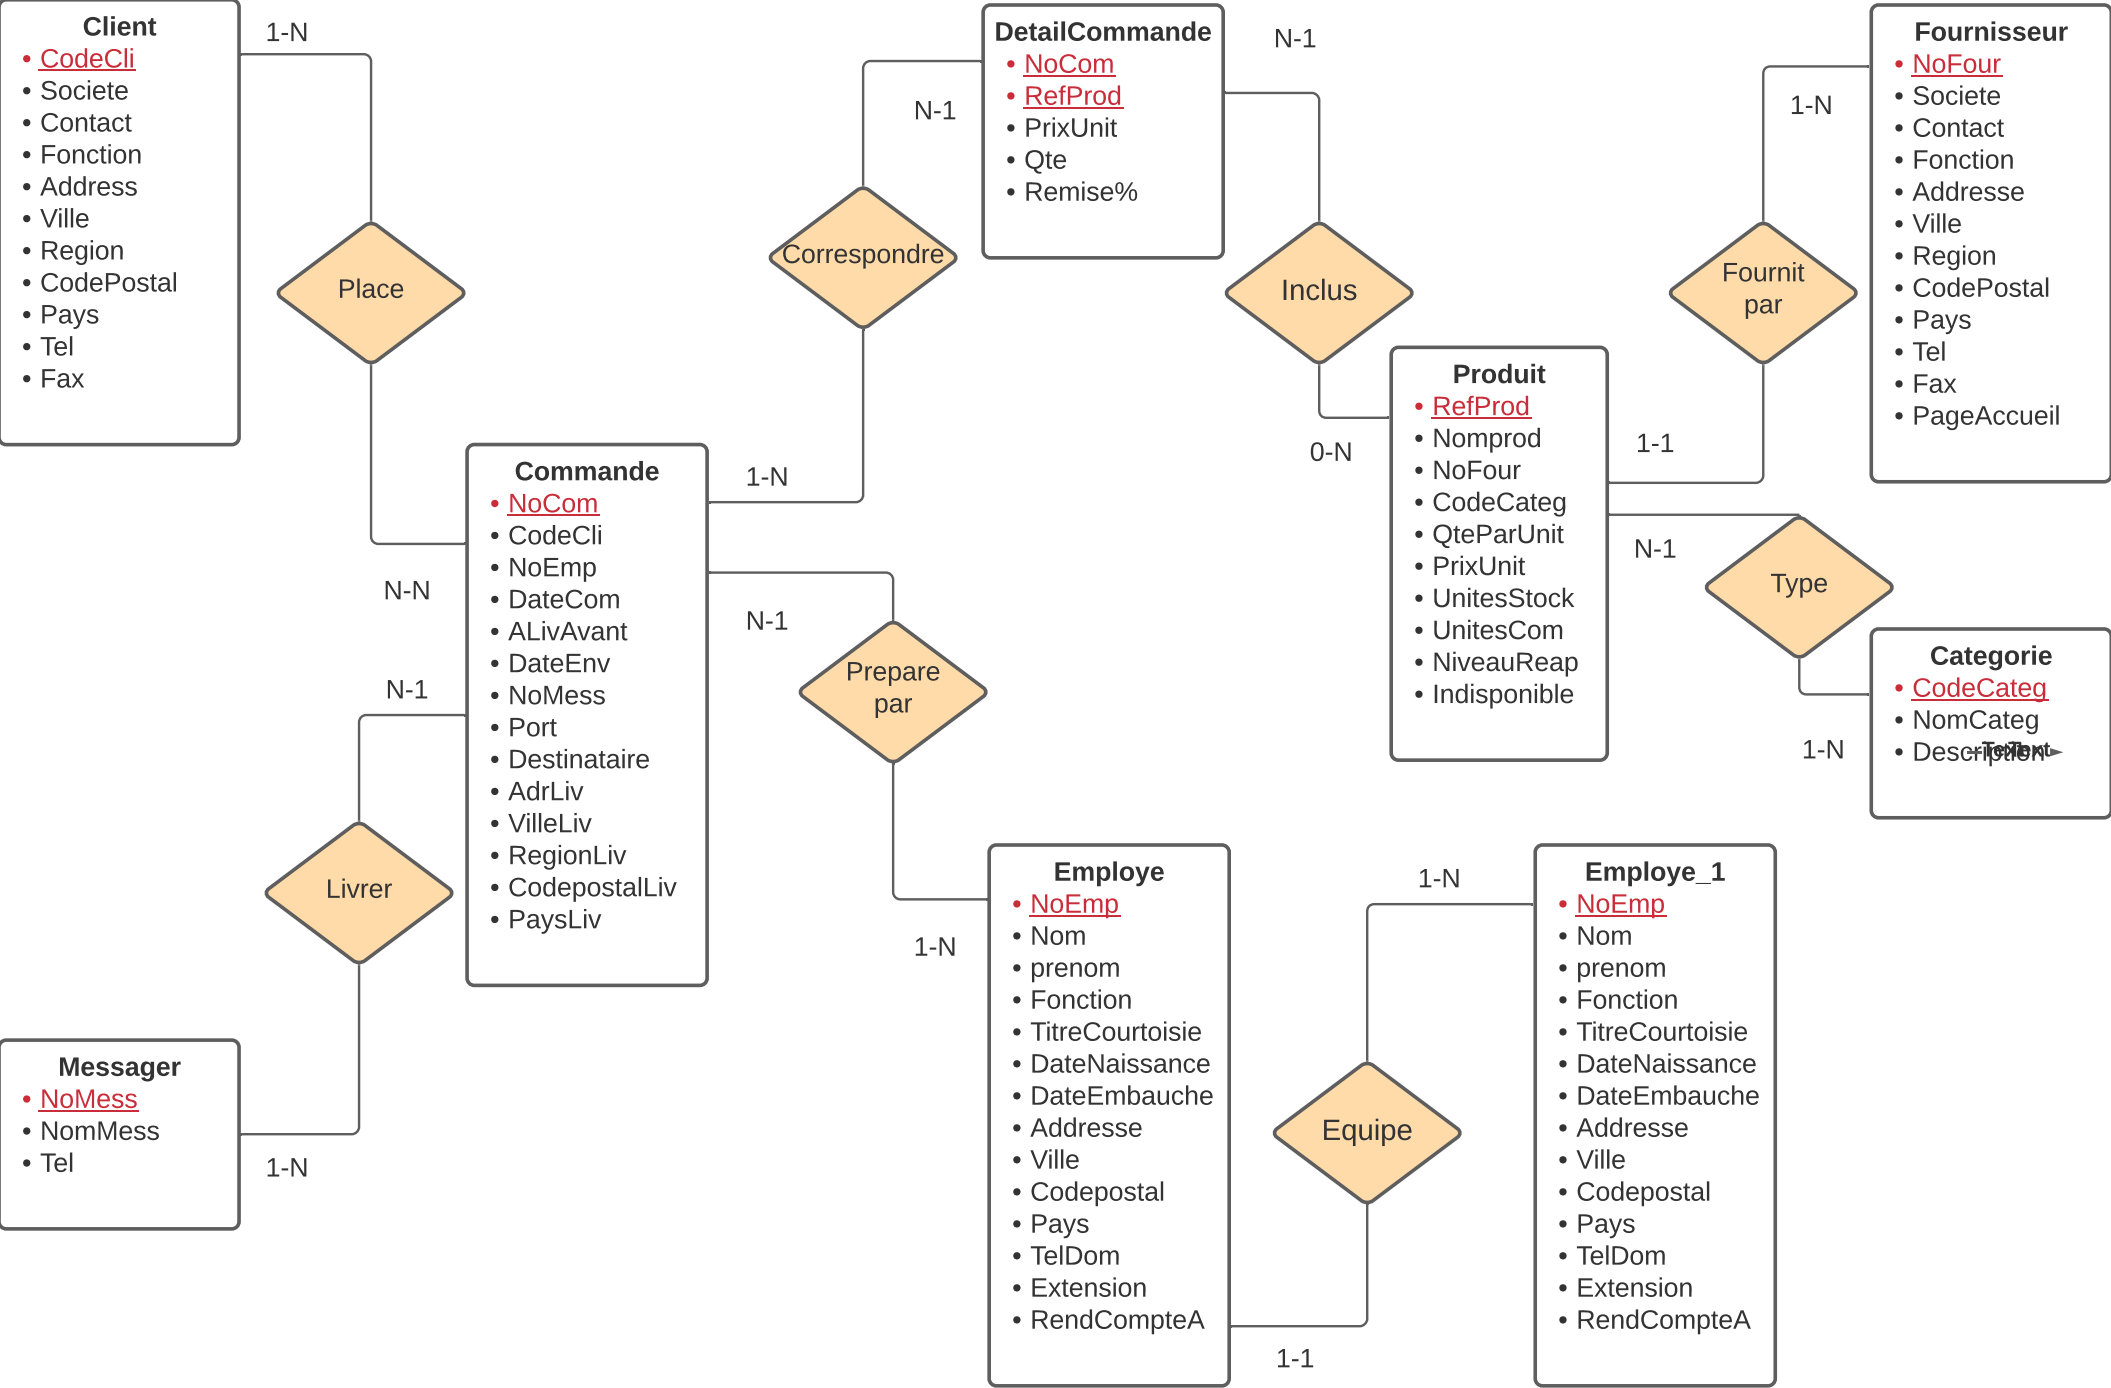 Client
• CodeCli
• Societe
• Contact
• Fonction
• Address
• Ville
• Region
• CodePostal
• Pays
• Tel
• Fax
1-N
Place
N-N
Commande
• NoCom
• CodeCli
• NoEmp
• DateCom
• ALivAvant
• DateEnv
• NoMess
• Port
• Destinataire
• AdrLiv
• VilleLiv
• RegionLiv
• CodepostalLiv
• PaysLiv
N-1
Livrer
1-N
Messager
• NoMess
• NomMess
• Tel
1-N
Correspondre
N-1
DetailCommande
• NoCom
• RefProd
• PrixUnit
• Qte
• Remise%
N-1
Inclus
0-N
Produit
• RefProd
• Nomprod
• NoFour
• CodeCateg
• QteParUnit
• PrixUnit
• UnitesStock
• UnitesCom
• NiveauReap
• Indisponible
1-1
Fournit
par
1-N
Fournisseur
• NoFour
• Societe
• Contact
• Fonction
• Addresse
• Ville
• Region
• CodePostal
• Pays
• Tel
• Fax
• PageAccueil
N-1
Type
1-N
Categorie
• CodeCateg
• NomCateg
• Description
Text
Text
N-1
Prepare
par
1-N
Employe
• NoEmp
• Nom
• prenom
• Fonction
• TitreCourtoisie
• DateNaissance
• DateEmbauche
• Addresse
• Ville
• Codepostal
• Pays
• TelDom
• Extension
• RendCompteA
1-1
Equipe
1-N
Employe_1
• NoEmp
• Nom
• prenom
• Fonction
• TitreCourtoisie
• DateNaissance
• DateEmbauche
• Addresse
• Ville
• Codepostal
• Pays
• TelDom
• Extension
• RendCompteA